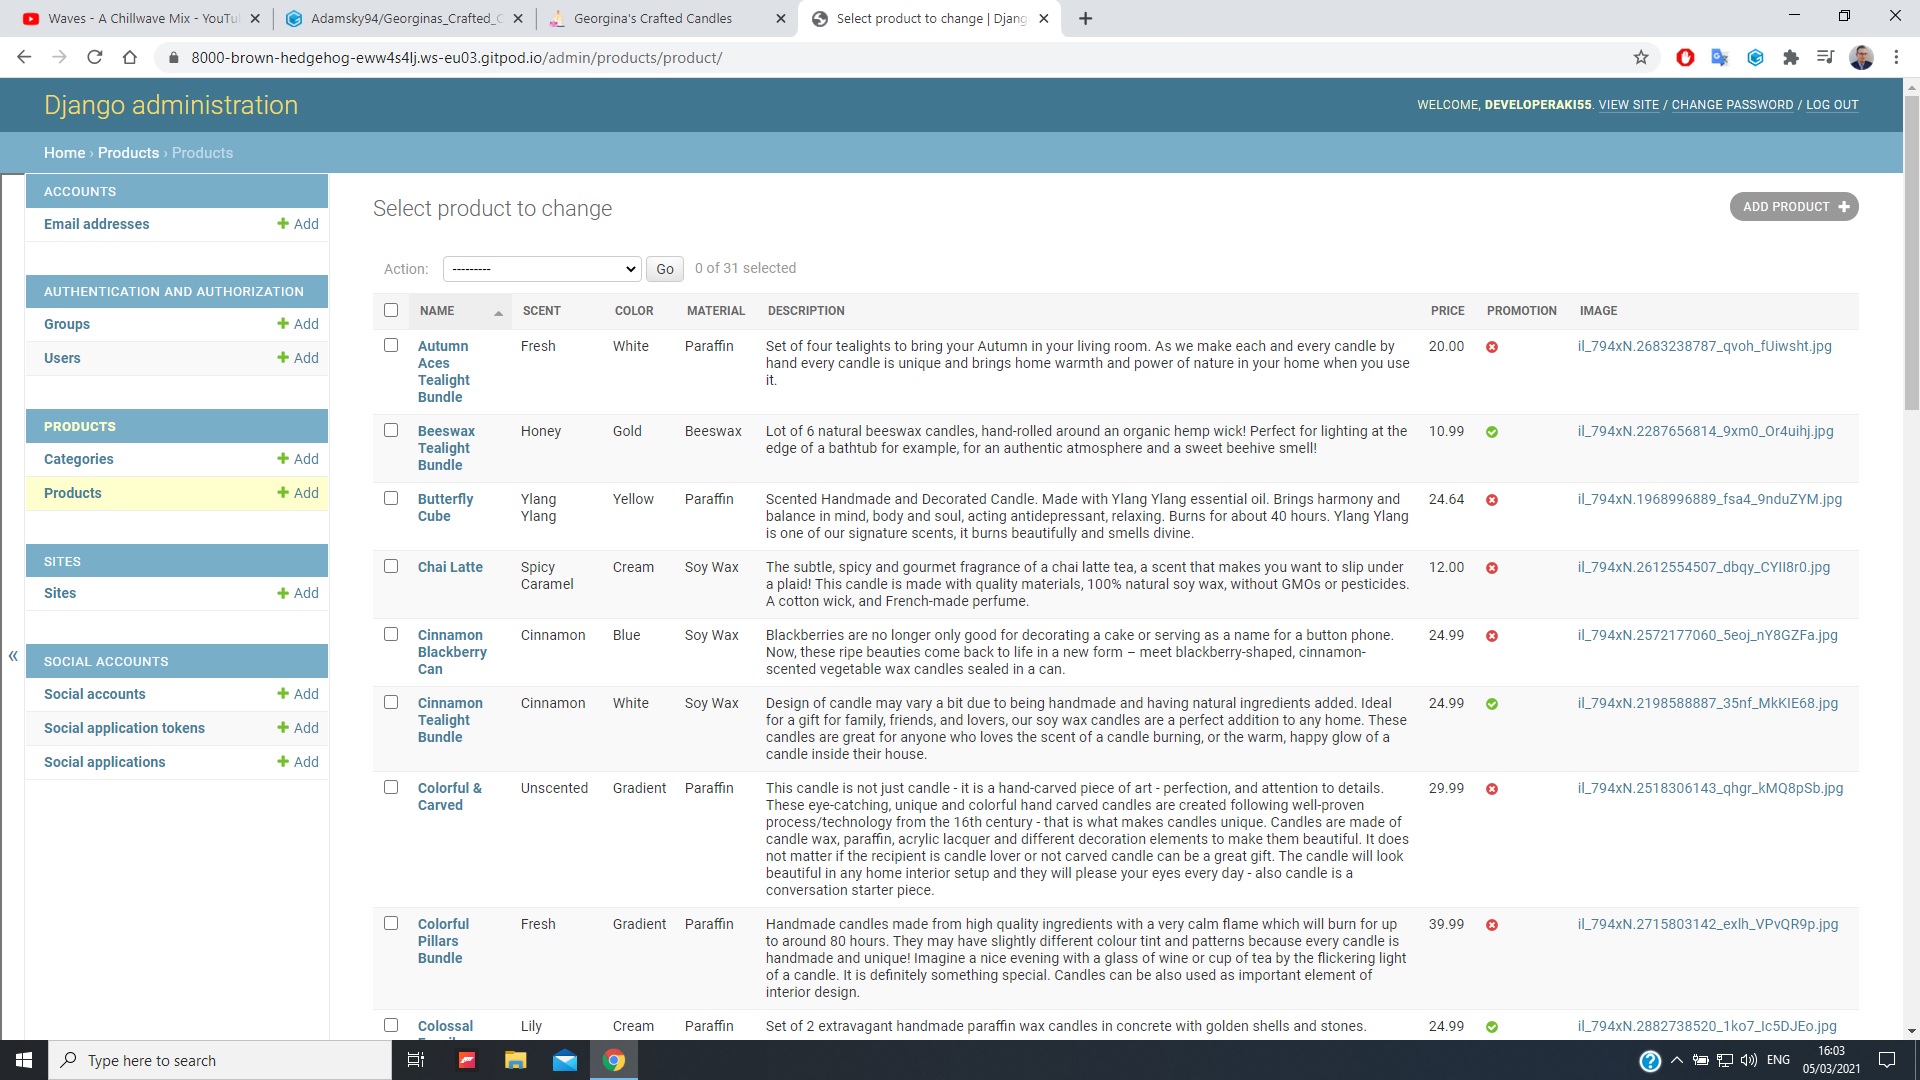 Waves - A Chillwave Mix - YouTu
Adamsky94/Georginas_Crafted_C
Georgina's Crafted Candles
Select product to change | Djang
8000-brown-hedgehog-eww4s4lj.ws-eu03.gitpod.io/admin/products/product/
Django administration
WELCOME, DEVELOPERAKI55. VIEW SITE / CHANGE PASSWORD / LOG OUT
Home › Products › Products
ACCOUNTS
Email addresses + Add
AUTHENTICATION AND AUTHORIZATION
Groups + Add
Users + Add
PRODUCTS
Categories + Add
Products + Add
SITES
Sites + Add
SOCIAL ACCOUNTS
Social accounts + Add
Social application tokens + Add
Social applications + Add
«
Select product to change
ADD PRODUCT +
Action: --------- Go 0 of 31 selected
NAME SCENT COLOR MATERIAL DESCRIPTION PRICE PROMOTION IMAGE
Autumn
Aces
Tealight
Bundle
Fresh White Paraffin
Set of four tealights to bring your Autumn in your living room. As we make each and every candle by
hand every candle is unique and brings home warmth and power of nature in your home when you use
it.
20.00 il_794xN.2683238787_qvoh_fUiwsht.jpg
Beeswax
Tealight
Bundle
Honey Gold Beeswax
Lot of 6 natural beeswax candles, hand-rolled around an organic hemp wick! Perfect for lighting at the
edge of a bathtub for example, for an authentic atmosphere and a sweet beehive smell!
10.99 il_794xN.2287656814_9xm0_Or4uihj.jpg
Butterfly
Cube
Ylang
Ylang
Yellow Paraffin
Scented Handmade and Decorated Candle. Made with Ylang Ylang essential oil. Brings harmony and
balance in mind, body and soul, acting antidepressant, relaxing. Burns for about 40 hours. Ylang Ylang
is one of our signature scents, it burns beautifully and smells divine.
24.64 il_794xN.1968996889_fsa4_9nduZYM.jpg
Chai Latte
Spicy
Caramel
Cream Soy Wax
The subtle, spicy and gourmet fragrance of a chai latte tea, a scent that makes you want to slip under
a plaid! This candle is made with quality materials, 100% natural soy wax, without GMOs or pesticides.
A cotton wick, and French-made perfume.
12.00 il_794xN.2612554507_dbqy_CYII8r0.jpg
Cinnamon
Blackberry
Can
Cinnamon Blue Soy Wax
Blackberries are no longer only good for decorating a cake or serving as a name for a button phone.
Now, these ripe beauties come back to life in a new form – meet blackberry-shaped, cinnamon-
scented vegetable wax candles sealed in a can.
24.99 il_794xN.2572177060_5eoj_nY8GZFa.jpg
Cinnamon
Tealight
Bundle
Cinnamon White Soy Wax
Design of candle may vary a bit due to being handmade and having natural ingredients added. Ideal
for a gift for family, friends, and lovers, our soy wax candles are a perfect addition to any home. These
candles are great for anyone who loves the scent of a candle burning, or the warm, happy glow of a
candle inside their house.
24.99 il_794xN.2198588887_35nf_MkKIE68.jpg
Colorful &
Carved
Unscented Gradient Paraffin
This candle is not just candle - it is a hand-carved piece of art - perfection, and attention to details.
These eye-catching, unique and colorful hand carved candles are created following well-proven
process/technology from the 16th century - that is what makes candles unique. Candles are made of
candle wax, paraffin, acrylic lacquer and different decoration elements to make them beautiful. It does
not matter if the recipient is candle lover or not carved candle can be a great gift. The candle will look
beautiful in any home interior setup and they will please your eyes every day - also candle is a
conversation starter piece.
29.99 il_794xN.2518306143_qhgr_kMQ8pSb.jpg
Colorful
Pillars
Bundle
Fresh Gradient Paraffin
Handmade candles made from high quality ingredients with a very calm flame which will burn for up
to around 80 hours. They may have slightly different colour tint and patterns because every candle is
handmade and unique! Imagine a nice evening with a glass of wine or cup of tea by the flickering light
of a candle. It is definitely something special. Candles can be also used as important element of
interior design.
39.99 il_794xN.2715803142_exlh_VPvQR9p.jpg
Colossal
Lily Cream Paraffin
Set of 2 extravagant handmade paraffin wax candles in concrete with golden shells and stones.
24.99 il_794xN.2882738520_1ko7_Ic5DJEo.jpg
Type here to search
ENG
16:03
05/03/2021